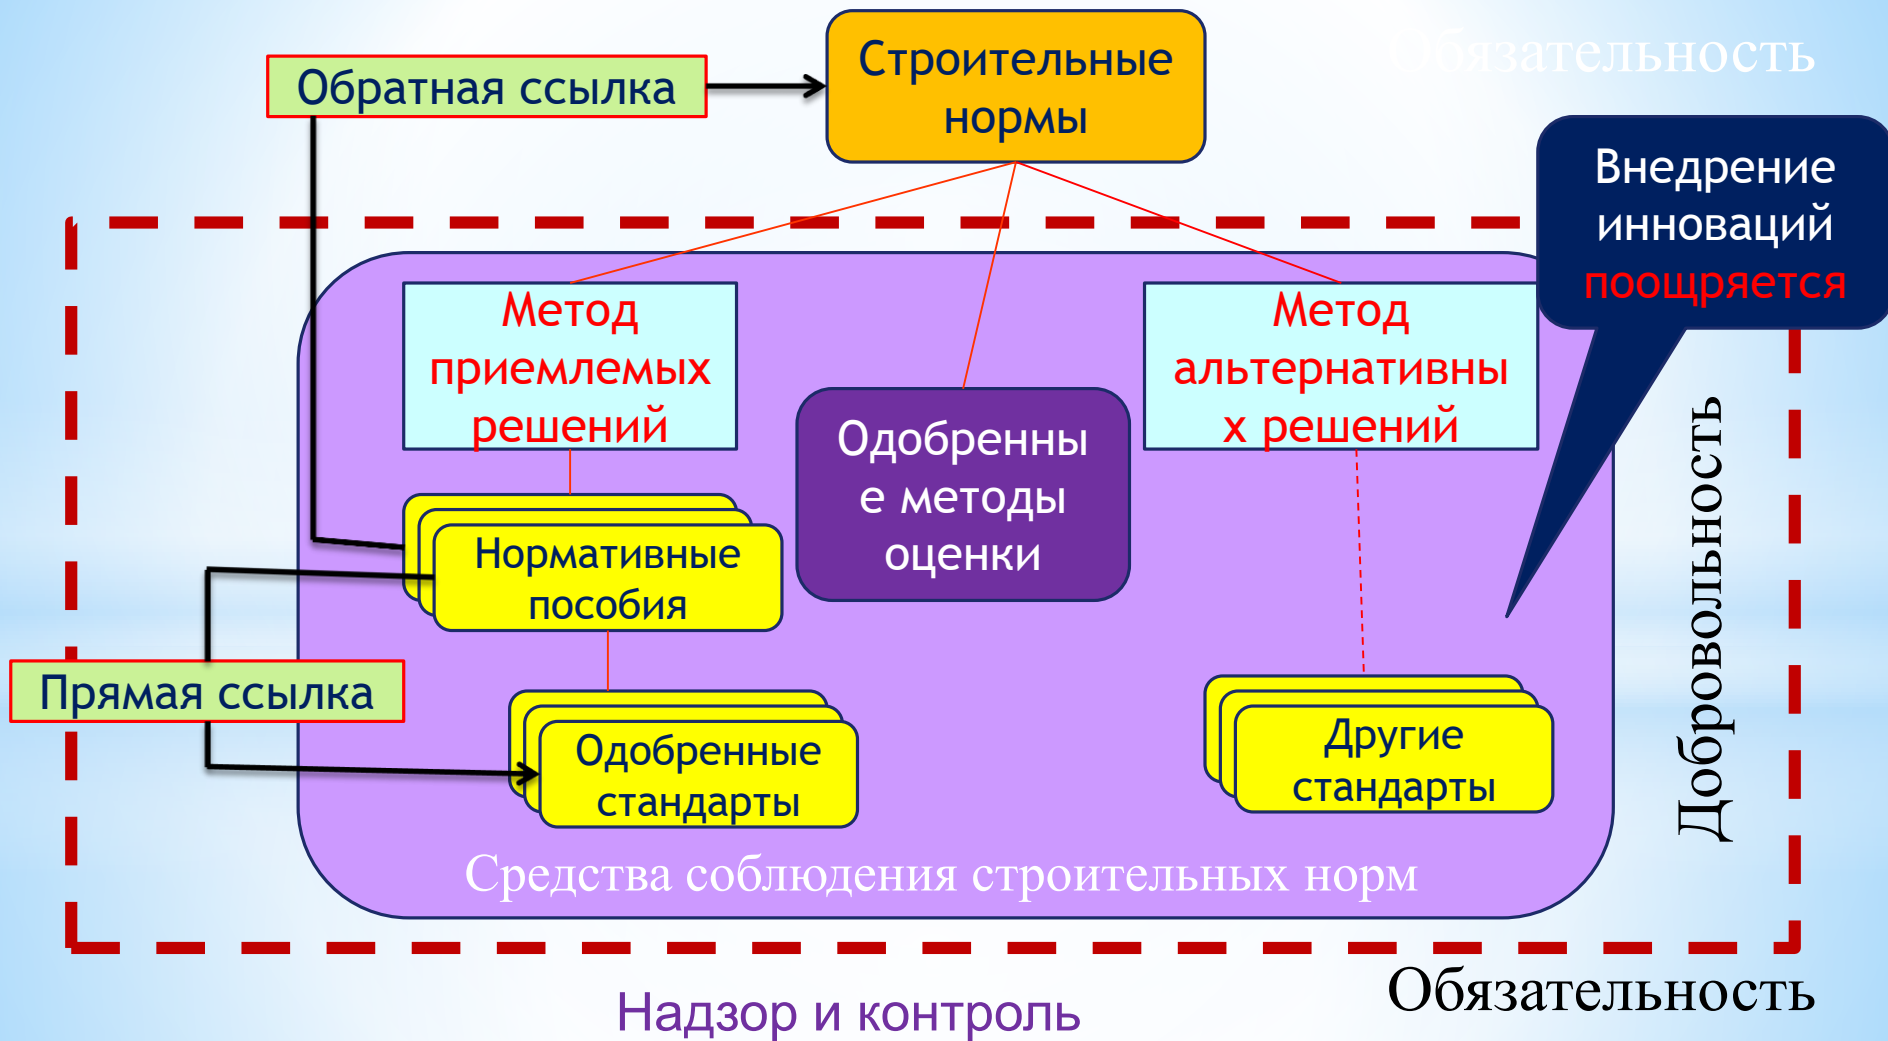 Обязательность
Строительные
нормы
Обратная ссылка
Внедрение
инноваций
поощряется
Метод
приемлемых
решений
Метод
альтернативны
х решений
Одобренны
е методы
оценки
Нормативные
пособия
Прямая ссылка
Одобренные
стандарты
Другие
стандарты
Добровольность
Средства соблюдения строительных норм
Обязательность
Надзор и контроль